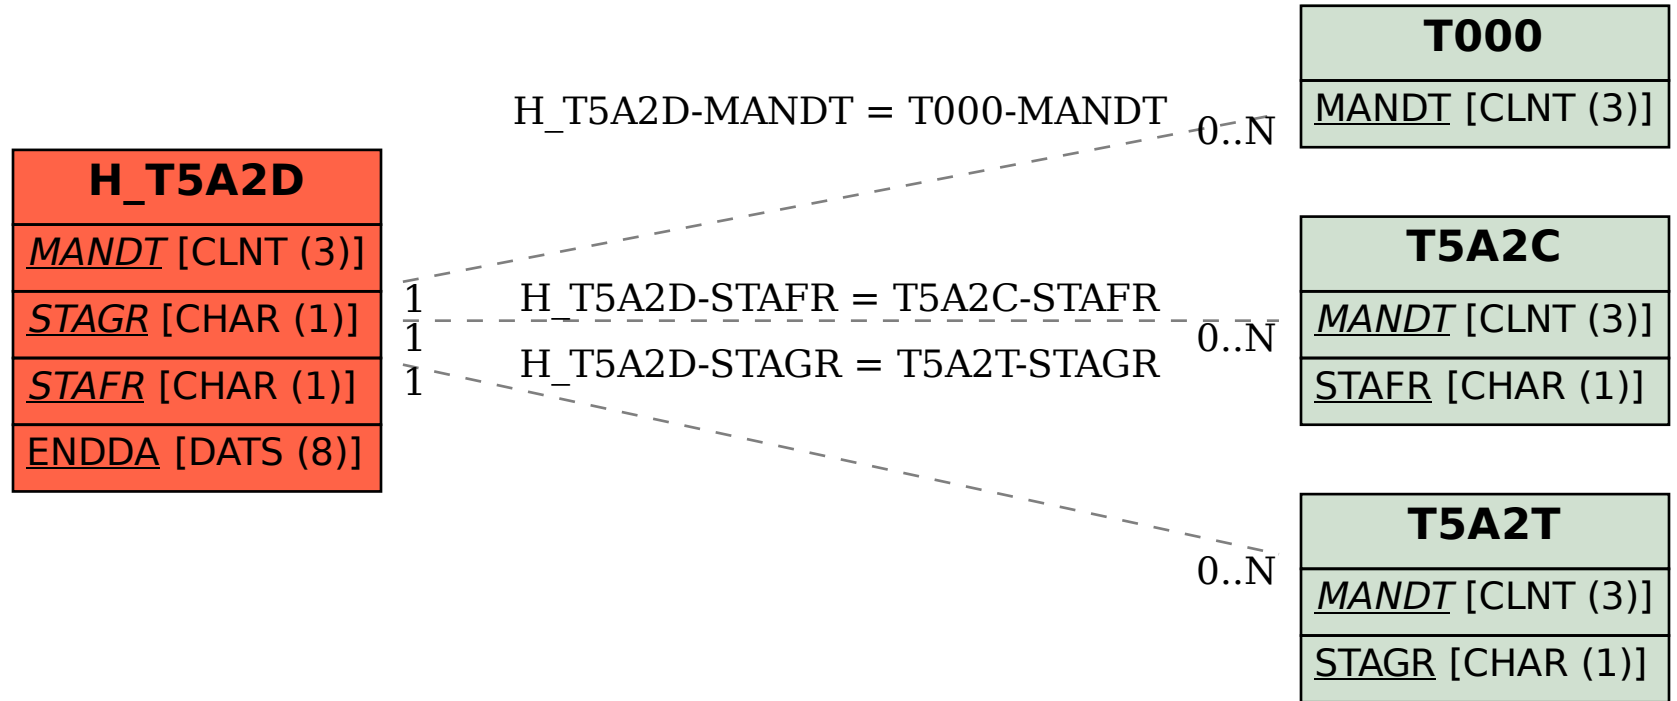 H_T5A2D
MANDT [CLNT (3)]
STAGR [CHAR (1)]
STAFR [CHAR (1)]
ENDDA [DATS (8)]
H_T5A2D-MANDT = T000-MANDT
0..N
1
H_T5A2D-STAFR = T5A2C-STAFR
1
0..N
H_T5A2D-STAGR = T5A2T-STAGR
1
0..N
T000
MANDT [CLNT (3)]
T5A2C
MANDT [CLNT (3)]
STAFR [CHAR (1)]
T5A2T
MANDT [CLNT (3)]
STAGR [CHAR (1)]